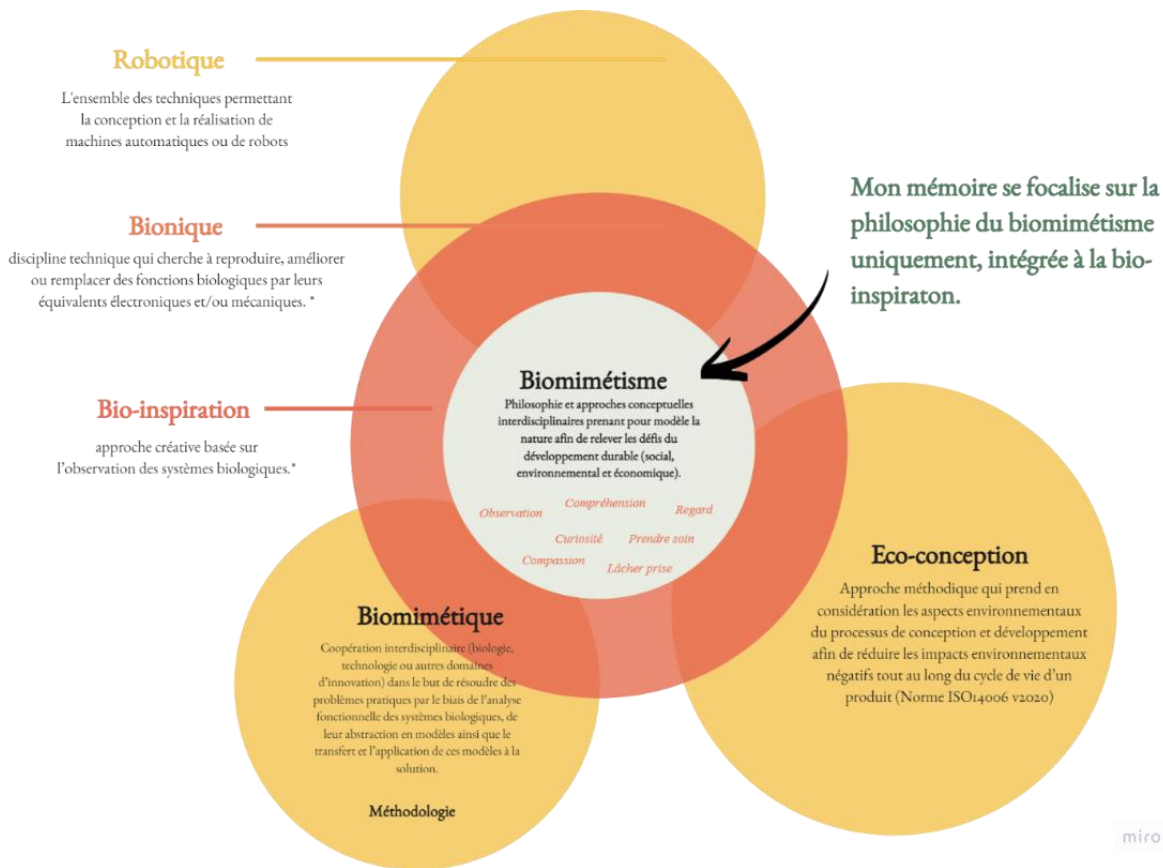 Robotique
L'ensemble des techniques permettant
la conception et la réalisation de
machines automatiques ou de robots
Bionique
discipline technique qui cherche à reproduire, améliorer
ou remplacer des fonctions biologiques par leurs
équivalents électroniques et/ou mécaniques. *
Bio-inspiration
approche créative basée sur
l'observation des systèmes biologiques.*
Mon mémoire se focalise sur la
philosophie du biomimétisme
uniquement, intégrée à la bio-
inspiraton.
Biomimétisme
Philosophie et approches conceptuelles
interdisciplinaires prenant pour modèle la
nature afin de relever les défis du
développement durable (social,
environnemental et économique).
Observation
Compréhension
Regard
Curiosité
Prendre soin
Compassion
Lâcher prise
Biomimétique
Coopération interdisciplinaire (biologie,
technologie ou autres domaines
d'innovation) dans le but de résoudre des
problèmes pratiques par le biais de l'analyse
fonctionnelle des systèmes biologiques, de
leur abstraction en modèles ainsi que le
transfert et l'application de ces modèles à la
solution.
Méthodologie
Eco-conception
Approche méthodique qui prend en
considération les aspects environnementaux
du processus de conception et développement
afin de réduire les impacts environnementaux
négatifs tout au long du cycle de vie d'un
produit (Norme ISO14006 v2020)
miro